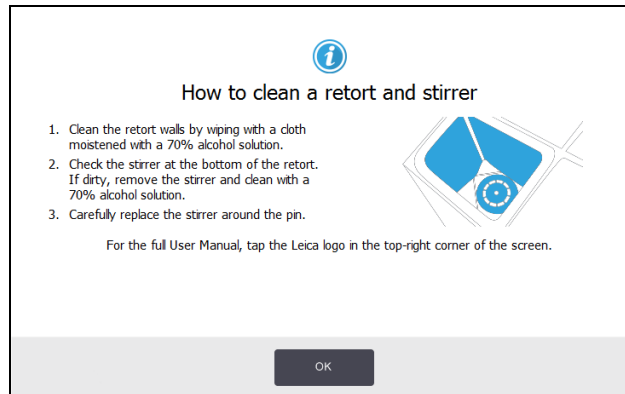 How to clean a retort and stirrer
1. Clean the retort walls by wiping with a cloth
moistened with a 70% alcohol solution.
2. Check the stirrer at the bottom of the retort.
If dirty, remove the stirrer and clean with a
70% alcohol solution.
3. Carefully replace the stirrer around the pin.
For the full User Manual, tap the Leica logo in the top-right corner of the screen.
OK